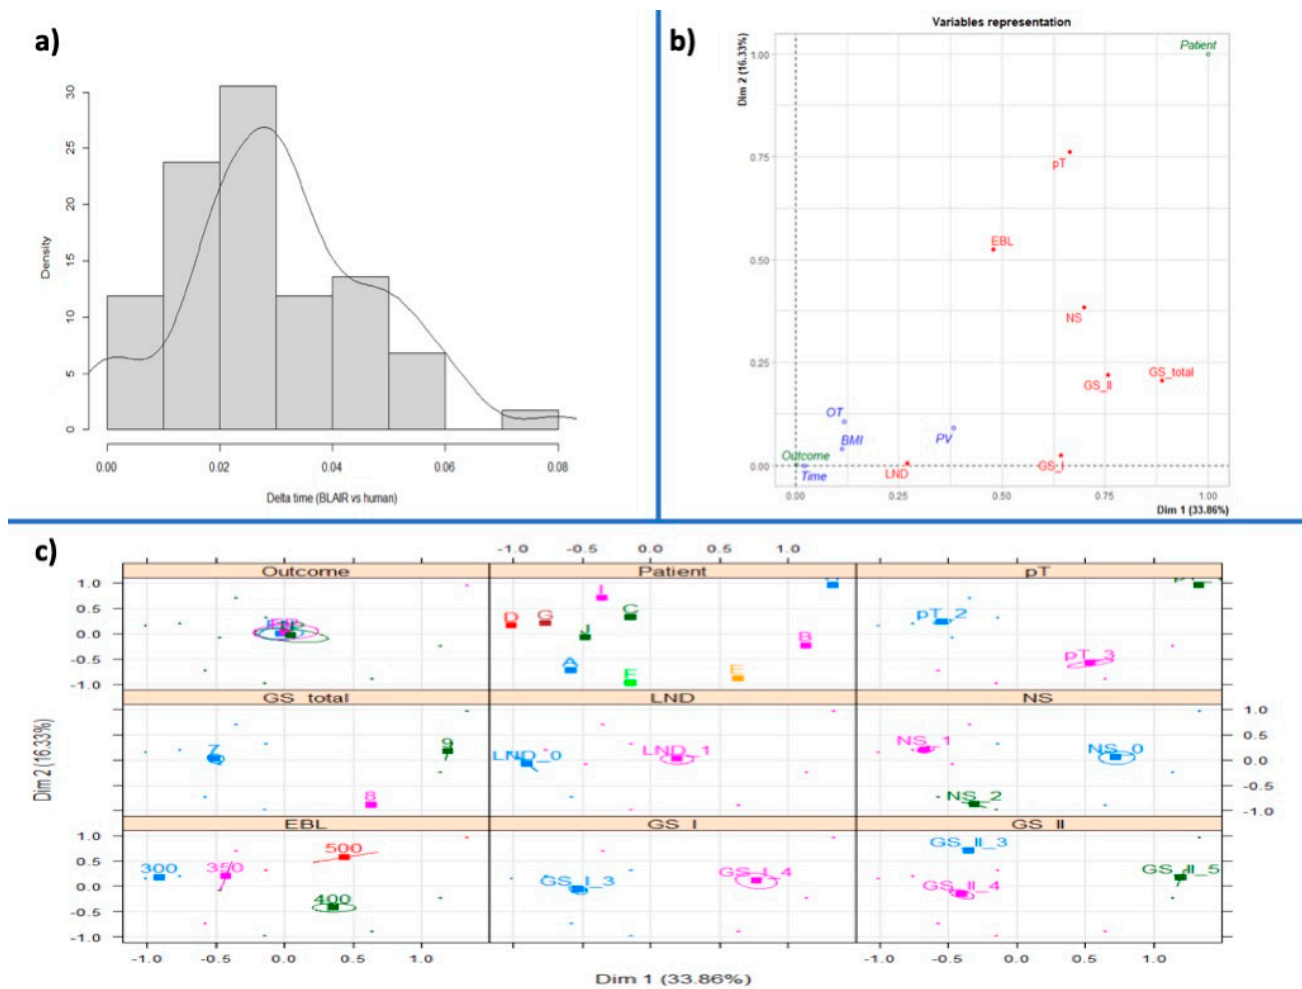 a)
30
25
20
15
10
5
0
Density
0.00 0.02 0.04 0.06 0.08
Delta time (BLAIR vs human)
b)
Variables representation
Dim 2 (16.33%)
1.00
0.75
0.50
0.25
0.00
Patient
pT
EBL
NS
GS_II
GS_total
OT
BMI
PV
Outcome
Time
LND
GS_I
0.00 0.25 0.50 0.75 1.00
Dim 1 (33.86%)
c)
-1.0 -0.5 0.0 0.5 1.0
Outcome Patient pT
1.0
0.5
0.0
-0.5
-1.0
D G I C J A F E B
pT_2 pT_3
GS total LND NS
7 9 8
LND_0 LND_1
NS_1 NS_0 NS_2
1.0
0.5
0.0
-0.5
-1.0
EBL GS I GS II
1.0
0.5
0.0
-0.5
-1.0
300 350 500 400
GS_I_3 GS_I_4
GS_II_3 GS_II_4 GS_II_5
-1.0 -0.5 0.0 0.5 1.0
-1.0 -0.5 0.0 0.5 1.0
Dim 2 (16.33%)
Dim 1 (33.86%)